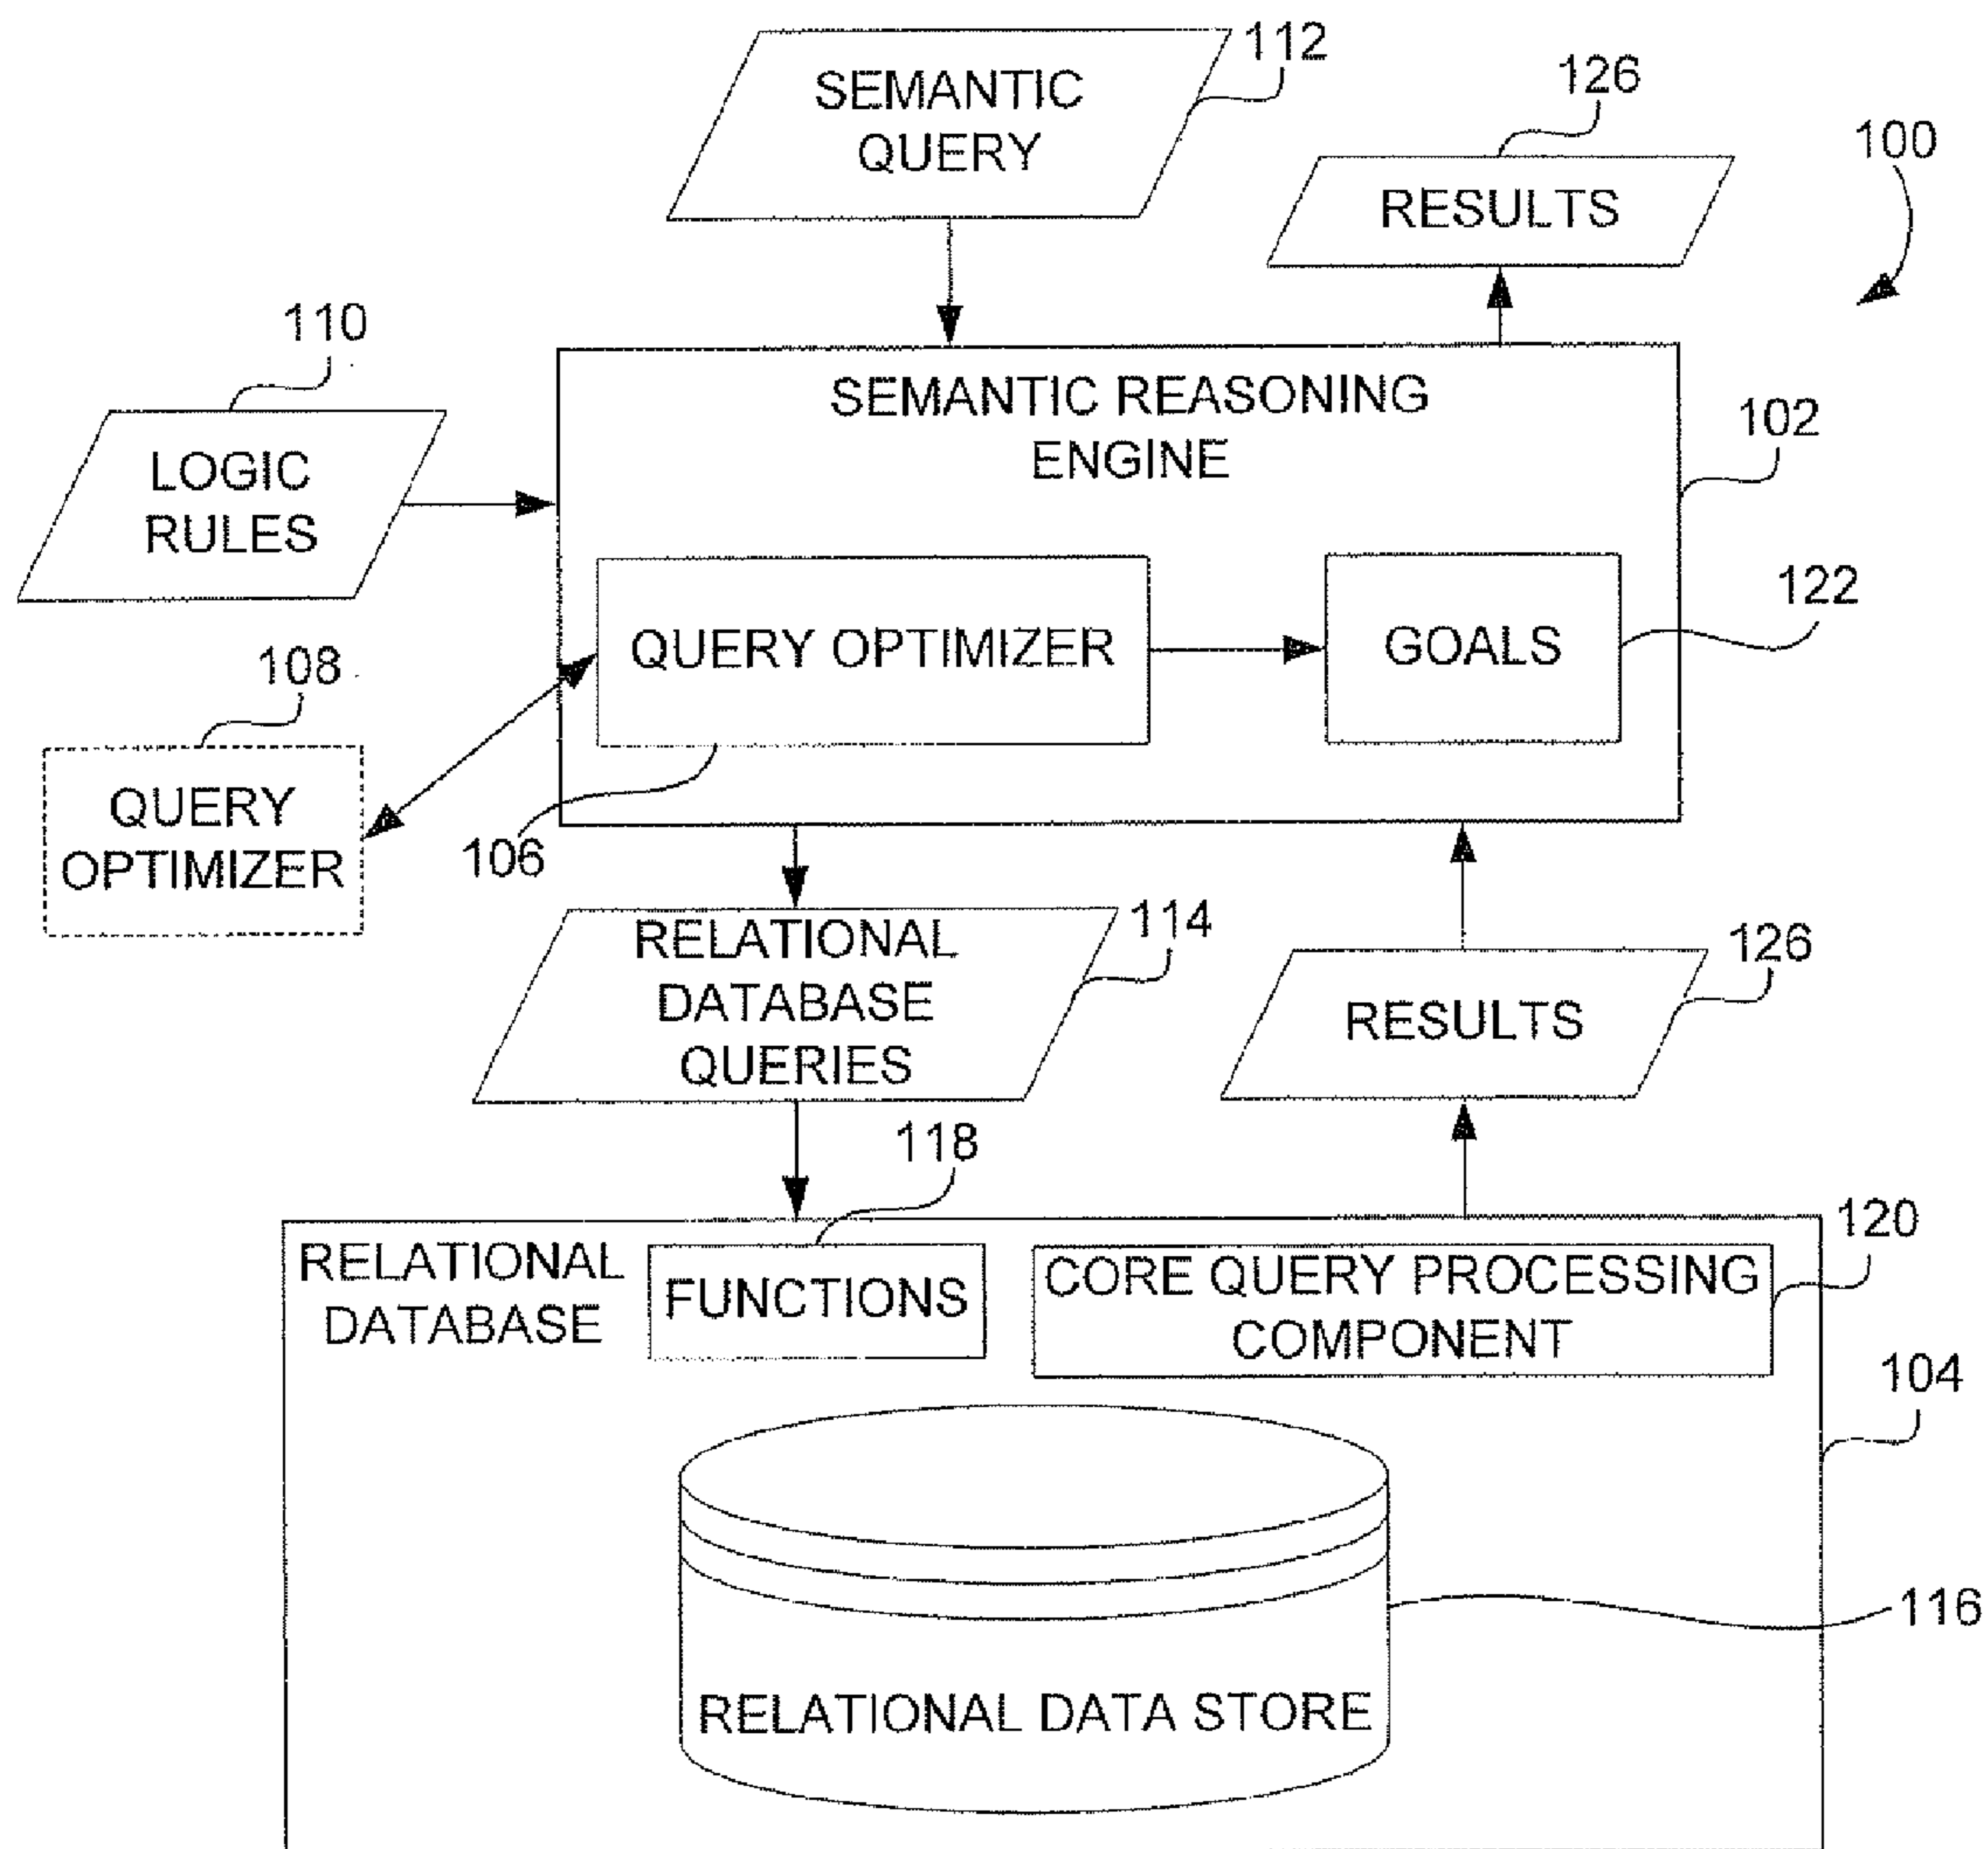 112
SEMANTIC
QUERY
126
RESULTS
100
110
LOGIC
RULES
SEMANTIC REASONING
ENGINE
102
QUERY OPTIMIZER
GOALS
122
108
QUERY
OPTIMIZER
106
RELATIONAL
DATABASE
QUERIES
114
RESULTS
126
118
RELATIONAL
DATABASE
FUNCTIONS
CORE QUERY PROCESSING
COMPONENT
120
104
116
RELATIONAL DATA STORE